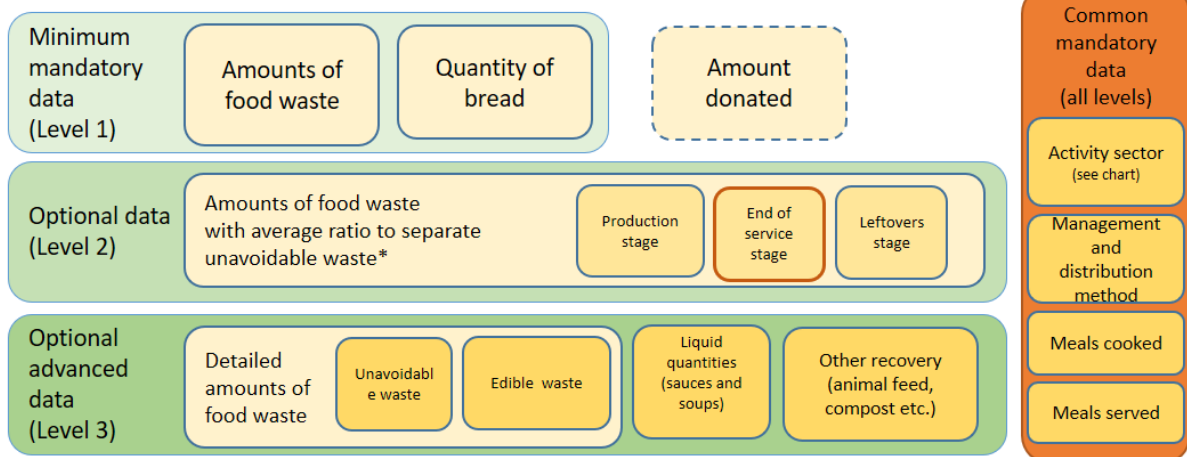 Minimum
mandatory
data
(Level 1)
Amounts of
food waste
Quantity of
bread
Amount
donated
Optional data
(Level 2)
Amounts of food waste
with average ratio to separate
unavoidable waste*
Production
stage
End of
service
stage
Leftovers
stage
Optional
advanced
data
(Level 3)
Detailed
amounts of
food waste
Unavoidabl
e waste
Edible waste
Liquid
quantities
(sauces and
soups)
Other recovery
(animal feed,
compost etc.)
Common
mandatory
data
(all levels)
Activity sector
(see chart)
Management
and
distribution
method
Meals cooked
Meals served